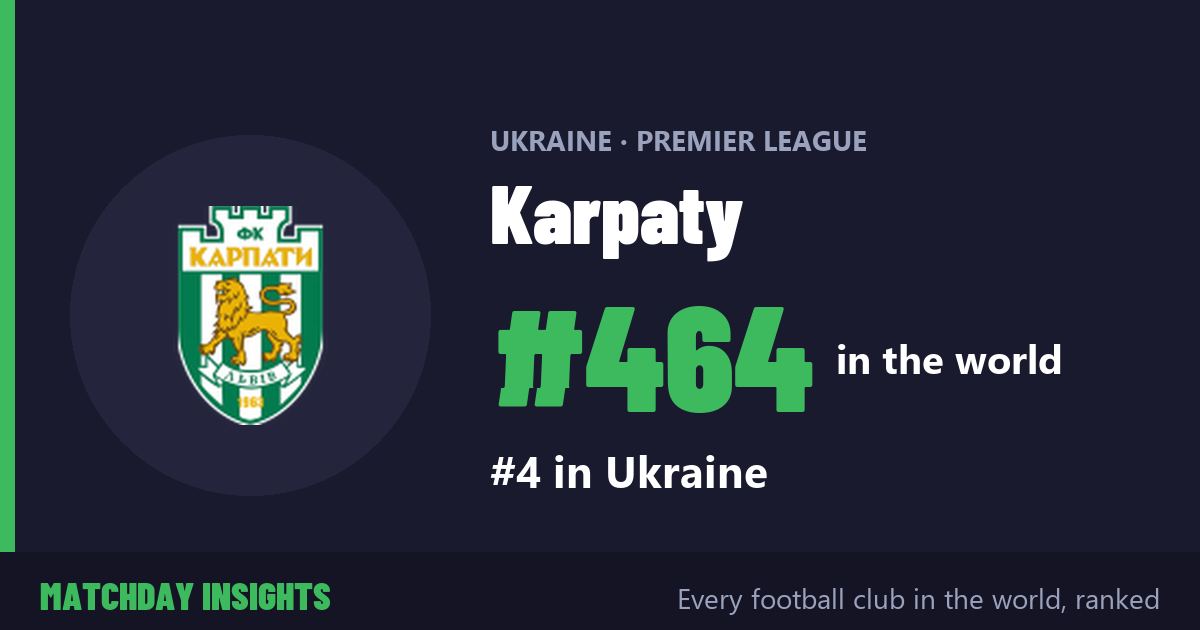 UKRAINE · PREMIER LEAGUE
Karpaty
ФК
КАРПАТИ
ЛЬВІВ
1963
#464 in the world
#4 in Ukraine
MATCHDAY INSIGHTS
Every football club in the world, ranked